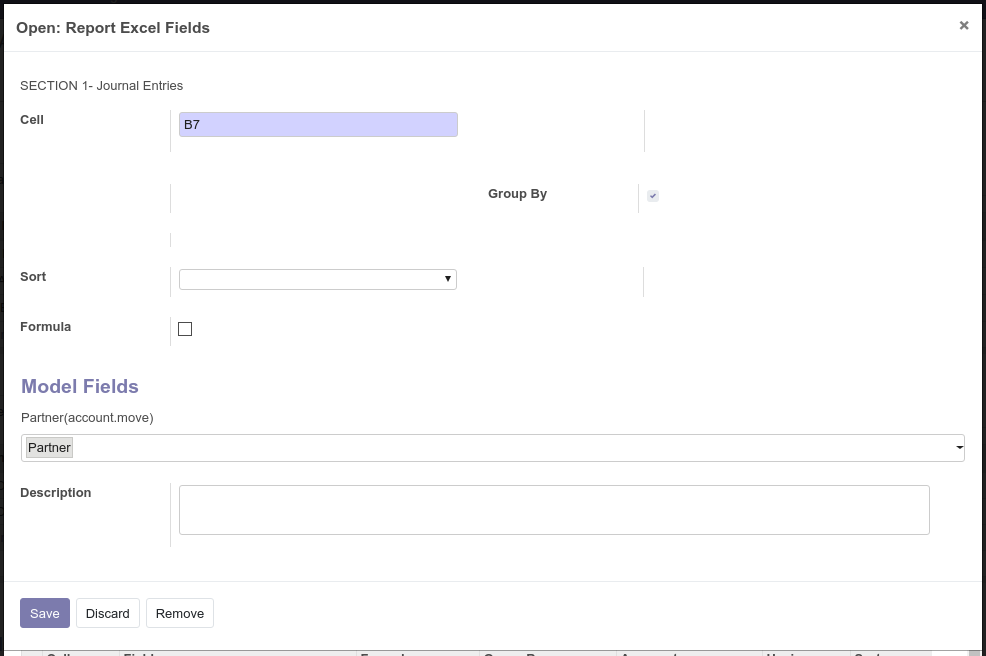 Open: Report Excel Fields
×
SECTION 1- Journal Entries
Cell
B7
Group By
Sort
Formula
Model Fields
Partner(account.move)
Partner
Description
Save
Discard
Remove